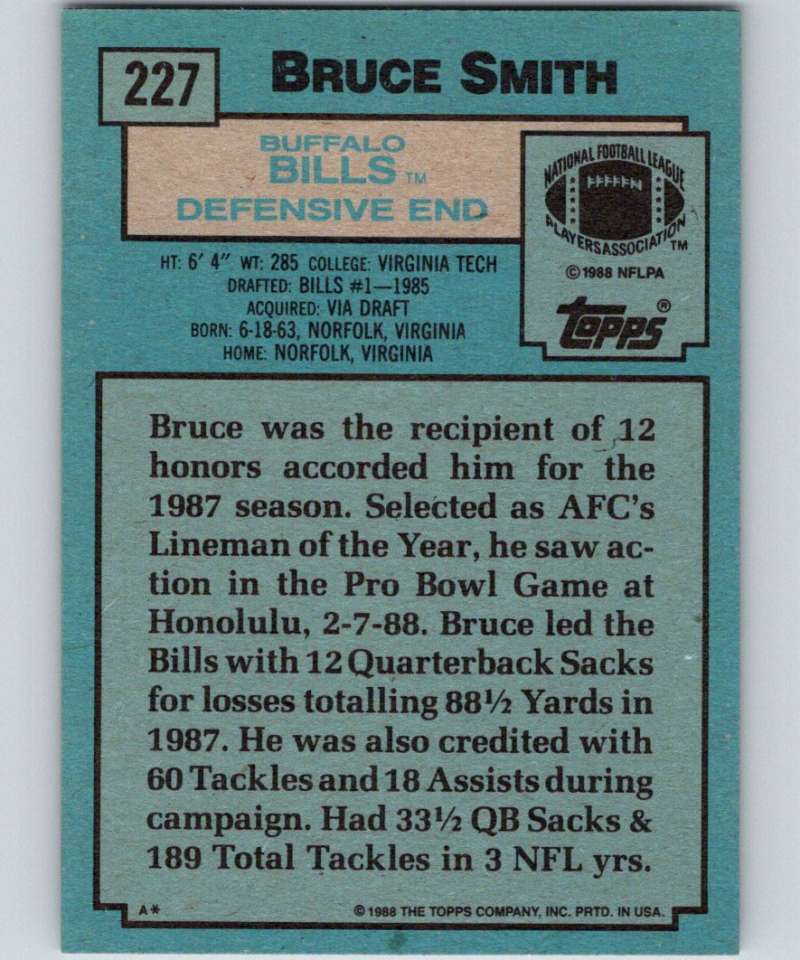 227
BRUCE SMITH
BUFFALO
BILLS ™
DEFENSIVE END
NATIONAL FOOTBALL LEAGUE
PLAYERS ASSOCIATION ™
© 1988 NFLPA
topps®
HT: 6' 4" WT: 285 COLLEGE: VIRGINIA TECH
DRAFTED: BILLS #1—1985
ACQUIRED: VIA DRAFT
BORN: 6-18-63, NORFOLK, VIRGINIA
HOME: NORFOLK, VIRGINIA
Bruce was the recipient of 12
honors accorded him for the
1987 season. Selected as AFC's
Lineman of the Year, he saw ac-
tion in the Pro Bowl Game at
Honolulu, 2-7-88. Bruce led the
Bills with 12 Quarterback Sacks
for losses totalling 88½ Yards in
1987. He was also credited with
60 Tackles and 18 Assists during
campaign. Had 33½ QB Sacks &
189 Total Tackles in 3 NFL yrs.
A* © 1988 THE TOPPS COMPANY, INC. PRTD. IN USA.